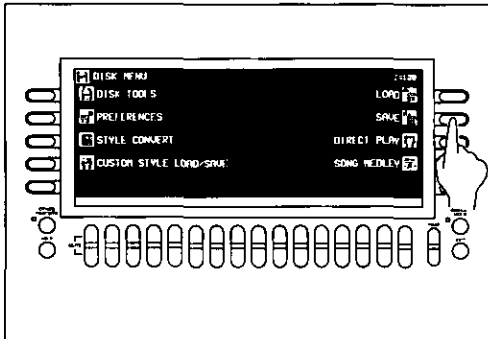 DISK MENU
DISK TOOLS
LOAD
PREFERENCES
SAVE
STYLE CONVERT
DIRECT PLAY
CUSTOM STYLE LOAD/SAVE
SONG MEDLEY